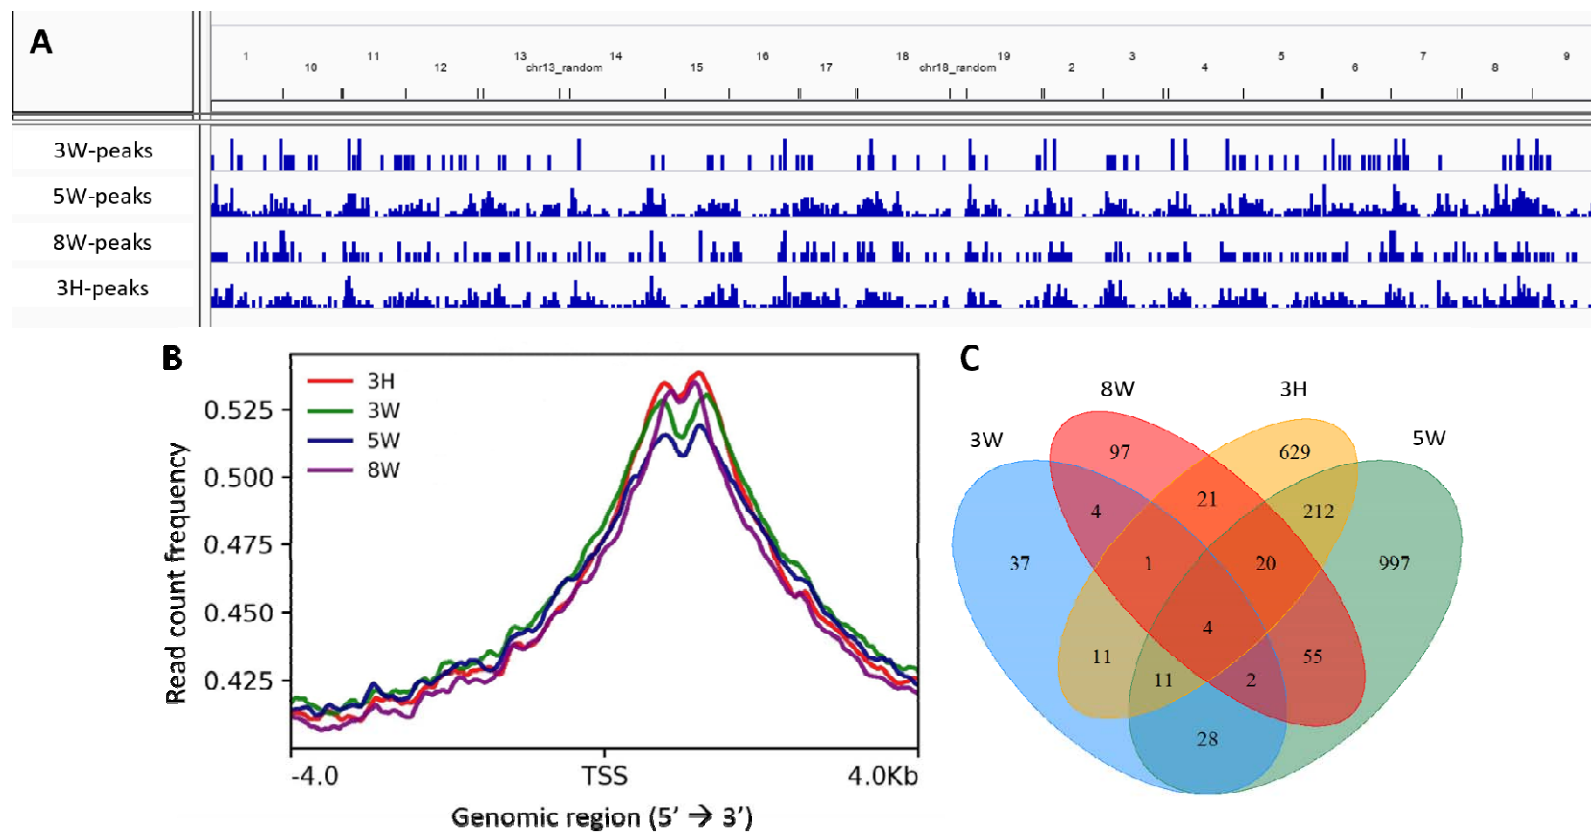 A
1 11 13 14 16 18 19 3 5 7 9
10 12 chr13_random 15 17 chr18_random 2 4 6 8
3W-peaks
5W-peaks
8W-peaks
3H-peaks
B
3H
3W
5W
8W
0.525
0.500
0.475
0.450
0.425
Read count frequency
-4.0 TSS 4.0Kb
Genomic region (5’ → 3’)
C
8W 3H
3W 5W
97 629
4 21 212
37 1 20 997
4
11 55
11 2
28